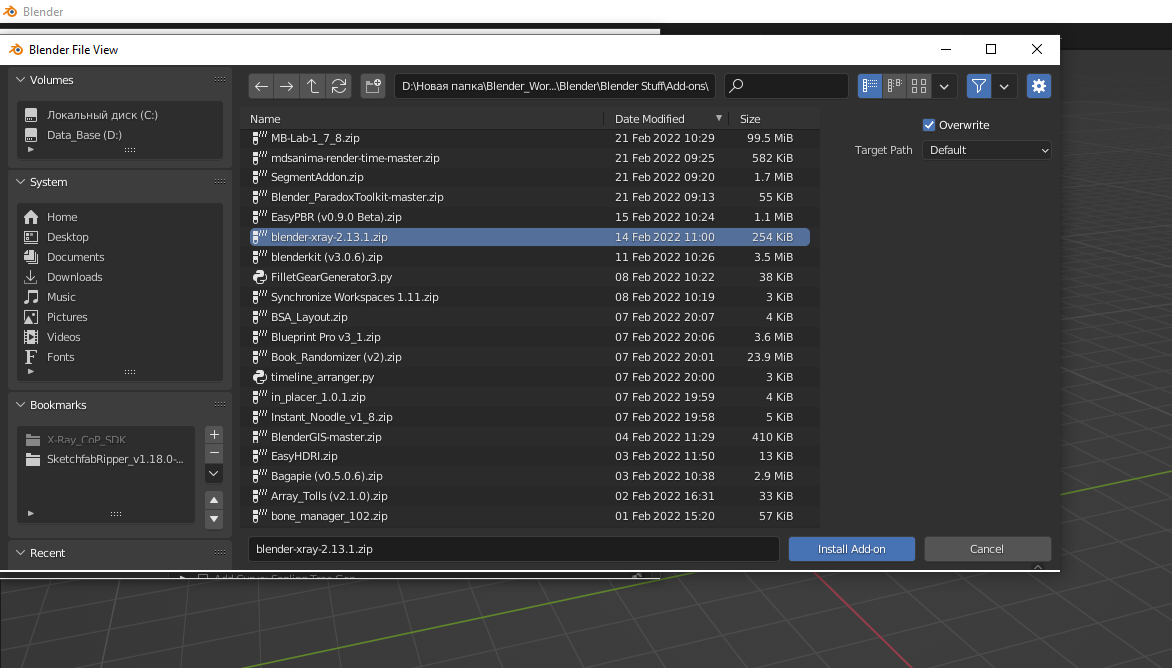 Blender
Blender File View
Volumes
Локальный диск (C:)
Data_Base (D:)
System
Home
Desktop
Documents
Downloads
Music
Pictures
Videos
Fonts
Bookmarks
X-Ray_CoP_SDK
SketchfabRipper_v1.18.0-...
Recent
D:\Новая папка\Blender_Wor...\Blender\Blender Stuff\Add-ons\
Name Date Modified Size
MB-Lab-1_7_8.zip 21 Feb 2022 10:29 99.5 MiB
mdsanima-render-time-master.zip 21 Feb 2022 09:25 582 KiB
SegmentAddon.zip 21 Feb 2022 09:20 1.7 MiB
Blender_ParadoxToolkit-master.zip 21 Feb 2022 09:13 55 KiB
EasyPBR (v0.9.0 Beta).zip 15 Feb 2022 10:24 1.1 MiB
blender-xray-2.13.1.zip 14 Feb 2022 11:00 254 KiB
blenderkit (v3.0.6).zip 11 Feb 2022 10:26 3.5 MiB
FilletGearGenerator3.py 08 Feb 2022 10:22 38 KiB
Synchronize Workspaces 1.11.zip 08 Feb 2022 10:19 3 KiB
BSA_Layout.zip 07 Feb 2022 20:07 4 KiB
Blueprint Pro v3_1.zip 07 Feb 2022 20:06 3.6 MiB
Book_Randomizer (v2).zip 07 Feb 2022 20:01 23.9 MiB
timeline_arranger.py 07 Feb 2022 20:00 3 KiB
in_placer_1.0.1.zip 07 Feb 2022 19:59 4 KiB
Instant_Noodle_v1_8.zip 07 Feb 2022 19:58 5 KiB
BlenderGIS-master.zip 04 Feb 2022 11:29 410 KiB
EasyHDRI.zip 03 Feb 2022 11:50 13 KiB
Bagapie (v0.5.0.6).zip 03 Feb 2022 10:38 2.9 MiB
Array_Tolls (v2.1.0).zip 02 Feb 2022 16:31 33 KiB
bone_manager_102.zip 01 Feb 2022 15:20 57 KiB
Overwrite
Target Path Default
blender-xray-2.13.1.zip
Install Add-on
Cancel